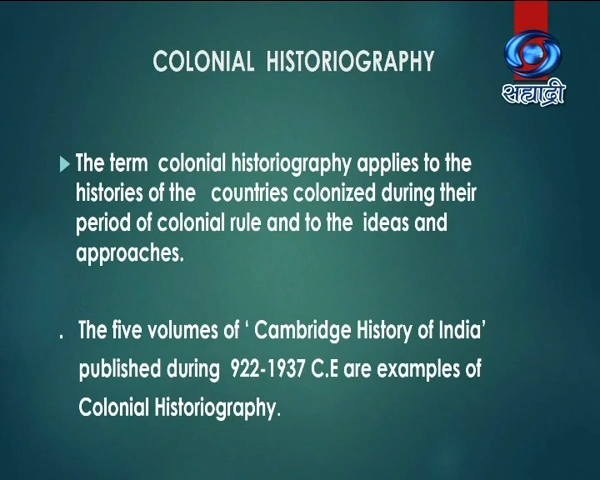 COLONIAL HISTORIOGRAPHY
सह्याद्री
The term colonial historiography applies to the
histories of the countries colonized during their
period of colonial rule and to the ideas and
approaches.
. The five volumes of ‘ Cambridge History of India’
published during 922-1937 C.E are examples of
Colonial Historiography.